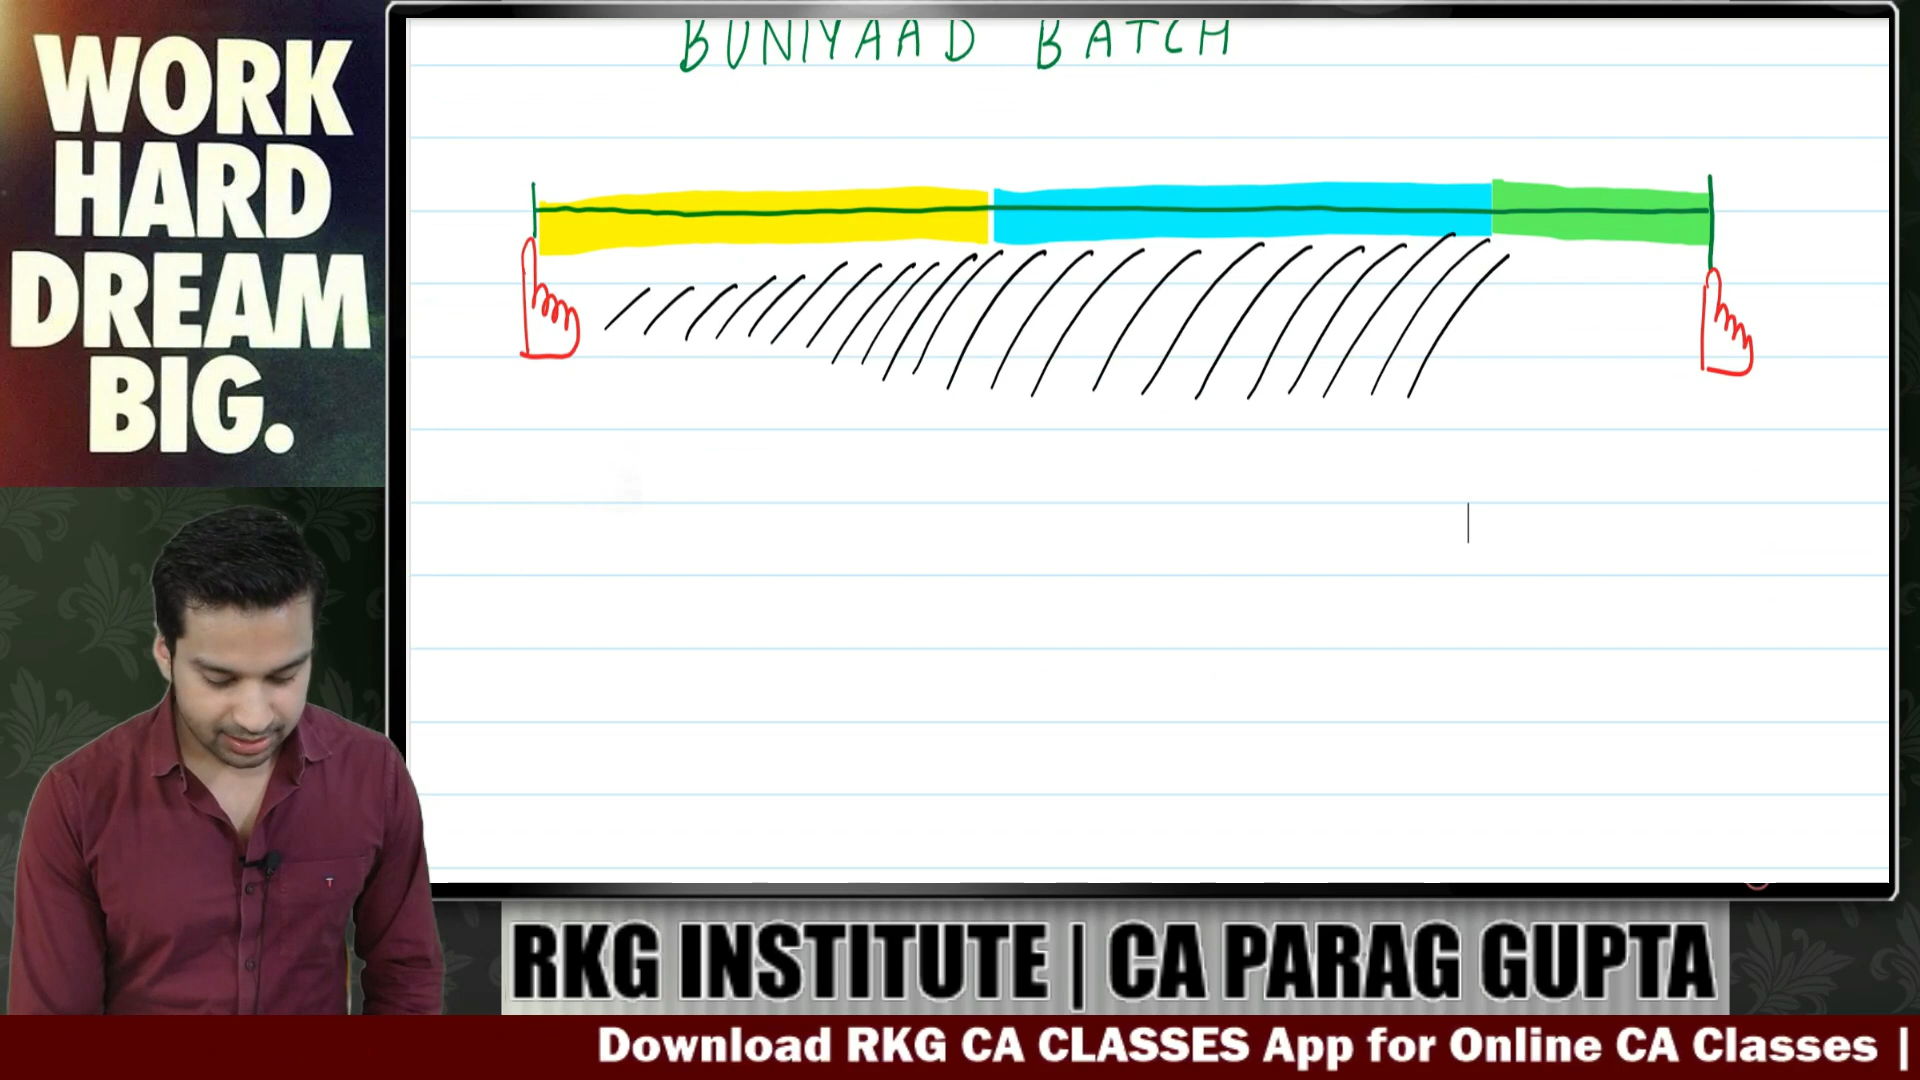 WORK
HARD
DREAM
BIG.
BUNIYAAD BATCH
RKG INSTITUTE | CA PARAG GUPTA
Download RKG CA CLASSES App for Online CA Classes |